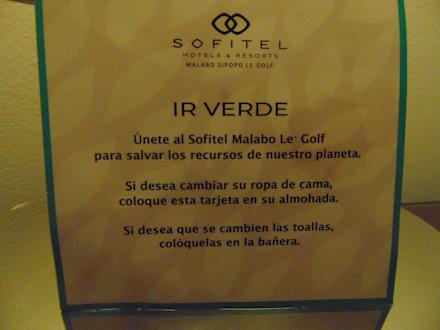 SOFITEL
HOTELS & RESORTS
MALABO SIPOPO LE GOLF
IR VERDE
Únete al Sofitel Malabo Le' Golf
para salvar los recursos de nuestro planeta.
Si desea cambiar su ropa de cama,
coloque esta tarjeta en su almohada.
Si desea que se cambien las toallas,
colóquelas en la bañera.